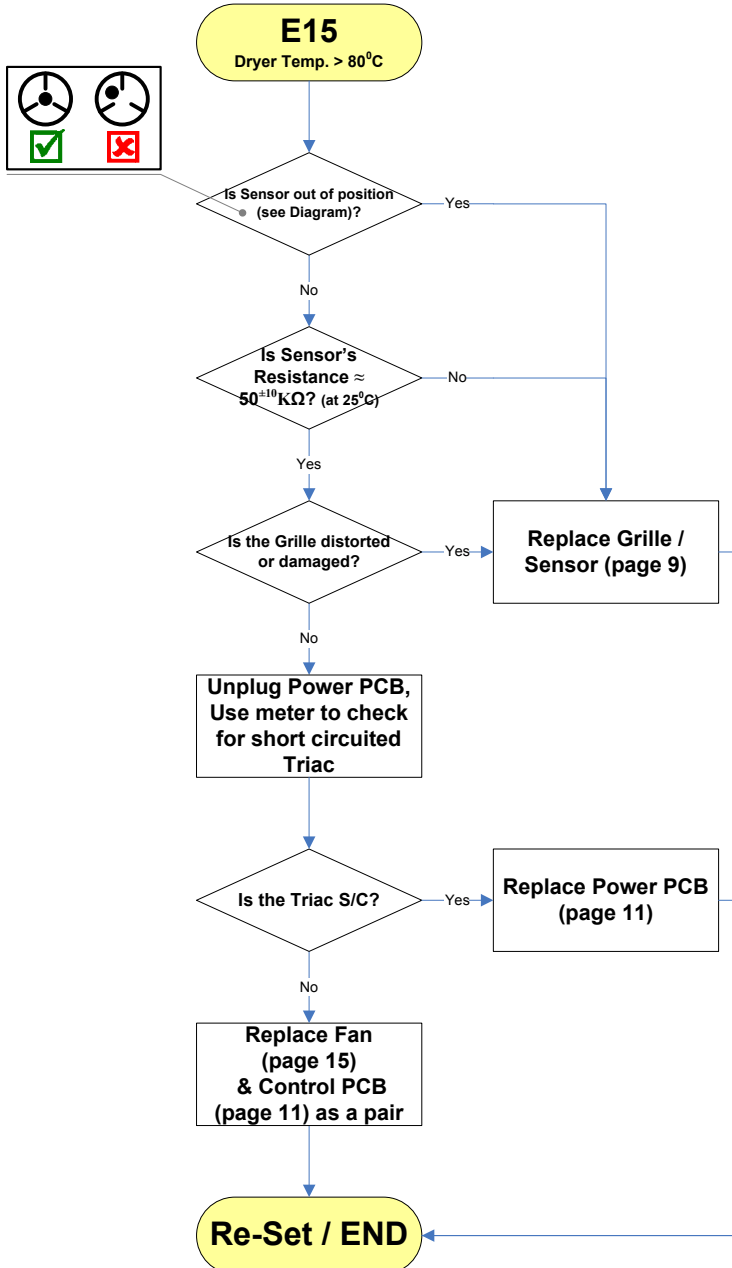 E15
Dryer Temp. > 80⁰C
Is Sensor out of position
(see Diagram)?
Yes
No
Is Sensor's
Resistance ≈
50±10KΩ? (at 25⁰C)
No
Yes
Is the Grille distorted
or damaged?
Yes
Replace Grille /
Sensor (page 9)
No
Unplug Power PCB,
Use meter to check
for short circuited
Triac
Is the Triac S/C?
Yes
Replace Power PCB
(page 11)
No
Replace Fan
(page 15)
& Control PCB
(page 11) as a pair
Re-Set / END